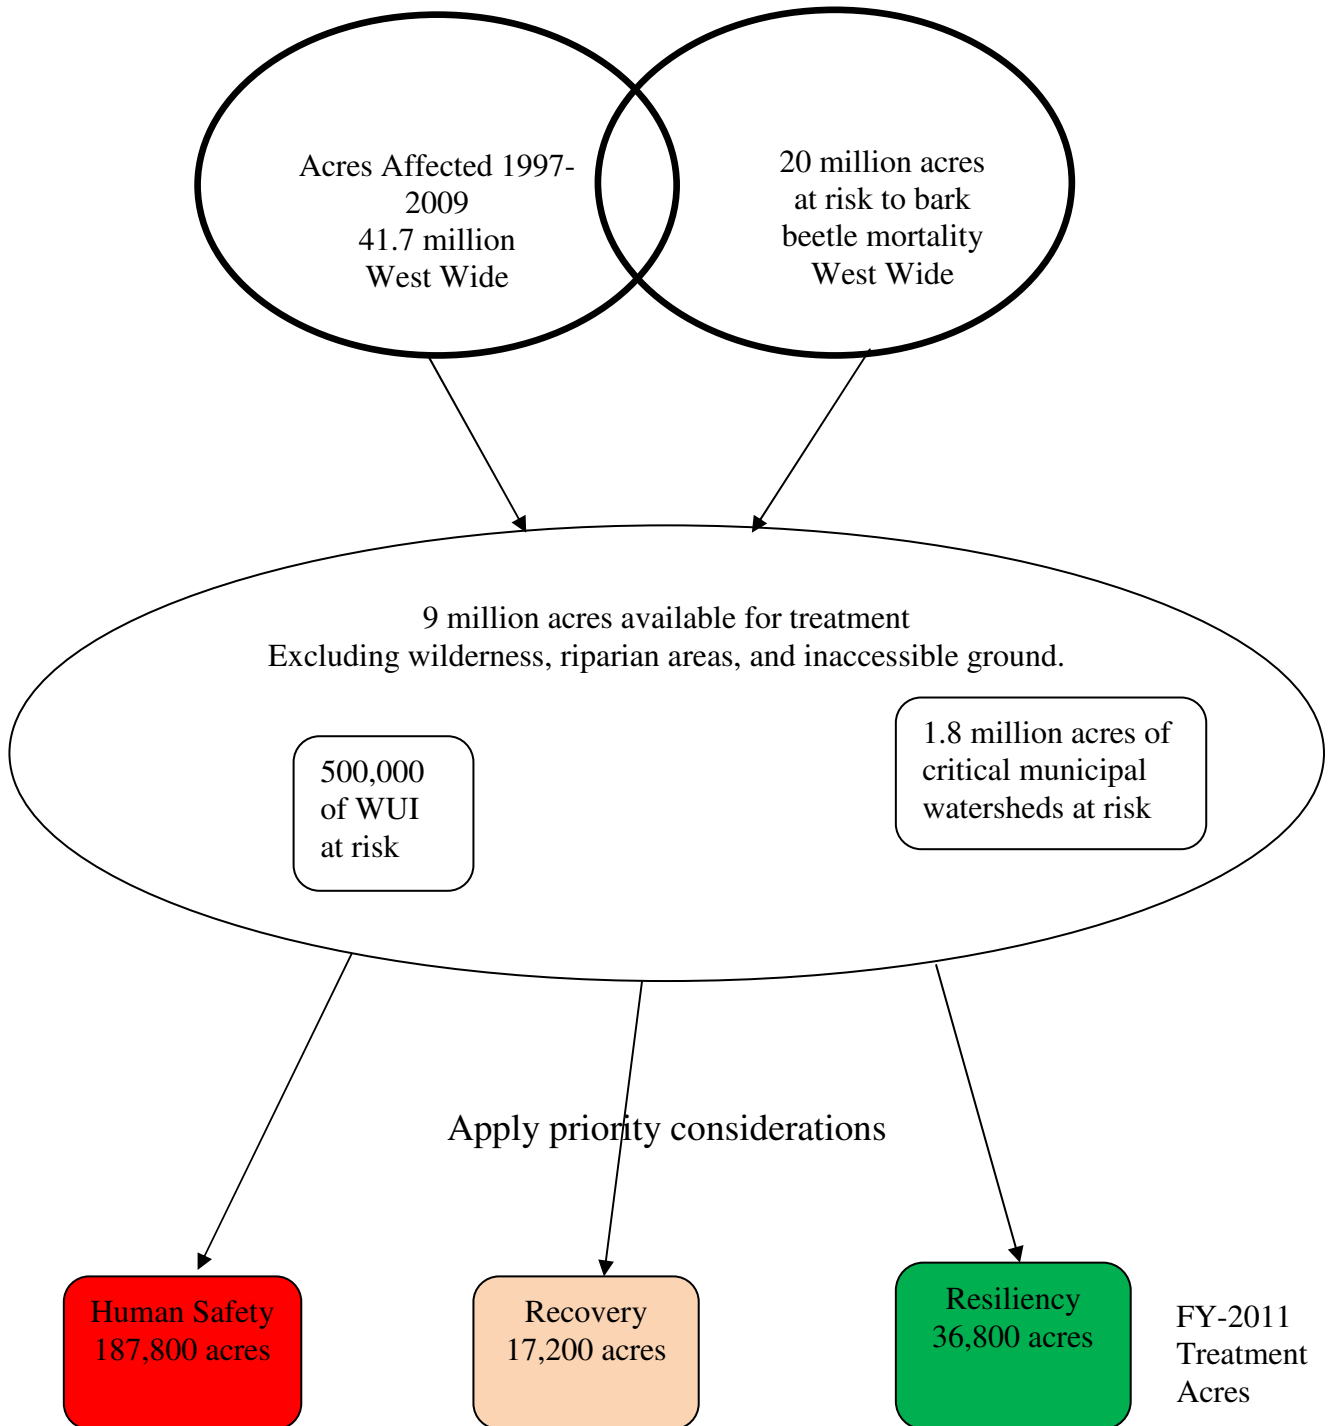 Acres Affected 1997-
2009
41.7 million
West Wide
20 million acres
at risk to bark
beetle mortality
West Wide
9 million acres available for treatment
Excluding wilderness, riparian areas, and inaccessible ground.
500,000
of WUI
at risk
1.8 million acres of
critical municipal
watersheds at risk
Apply priority considerations
Human Safety
187,800 acres
Recovery
17,200 acres
Resiliency
36,800 acres
FY-2011
Treatment
Acres